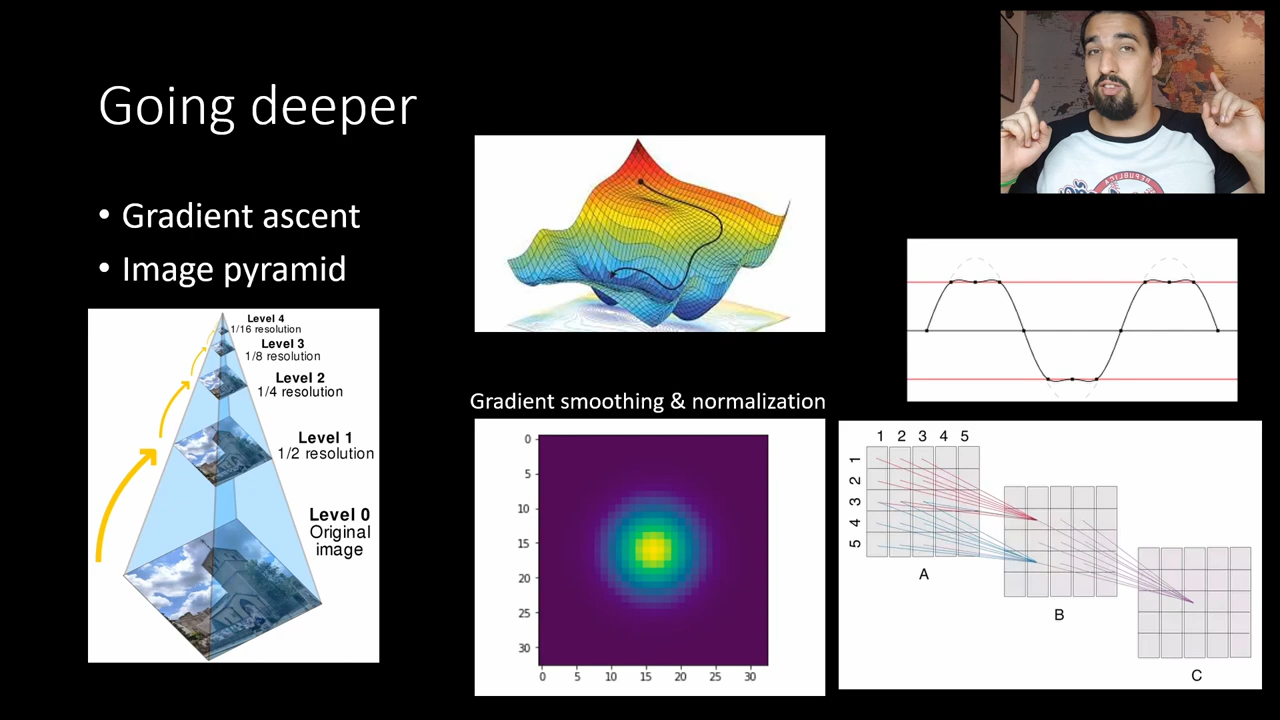 Going deeper
• Gradient ascent
• Image pyramid
Level 4
1/16 resolution
Level 3
1/8 resolution
Level 2
1/4 resolution
Level 1
1/2 resolution
Level 0
Original
image
Gradient smoothing & normalization
0
5
10
15
20
25
30
0 5 10 15 20 25 30
1 2 3 4 5
1
2
3
4
5
A
B
C